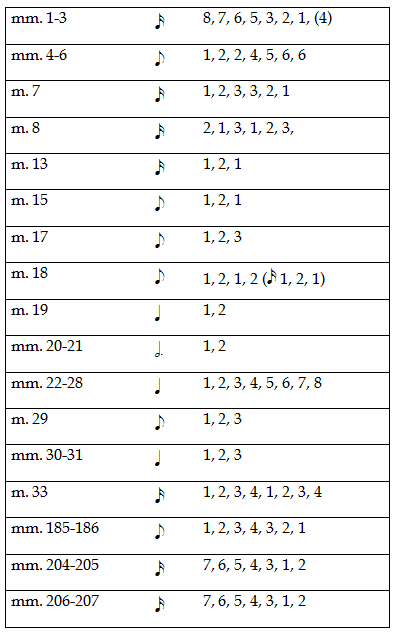 mm. 1-3 𝅘𝅥𝅯 8, 7, 6, 5, 3, 2, 1, (4)
mm. 4-6 𝅘𝅥𝅮 1, 2, 2, 4, 5, 6, 6
m. 7 𝅘𝅥𝅯 1, 2, 3, 3, 2, 1
m. 8 𝅘𝅥𝅯 2, 1, 3, 1, 2, 3,
m. 13 𝅘𝅥𝅯 1, 2, 1
m. 15 𝅘𝅥𝅮 1, 2, 1
m. 17 𝅘𝅥𝅮 1, 2, 3
m. 18 𝅘𝅥𝅮 1, 2, 1, 2 (𝅘𝅥𝅯 1, 2, 1)
m. 19 𝅘𝅥 1, 2
mm. 20-21 𝅗𝅥. 1, 2
mm. 22-28 𝅘𝅥 1, 2, 3, 4, 5, 6, 7, 8
m. 29 𝅘𝅥𝅮 1, 2, 3
mm. 30-31 𝅘𝅥 1, 2, 3
m. 33 𝅘𝅥𝅯 1, 2, 3, 4, 1, 2, 3, 4
mm. 185-186 𝅘𝅥𝅮 1, 2, 3, 4, 3, 2, 1
mm. 204-205 𝅘𝅥𝅯 7, 6, 5, 4, 3, 1, 2
mm. 206-207 𝅘𝅥𝅯 7, 6, 5, 4, 3, 1, 2